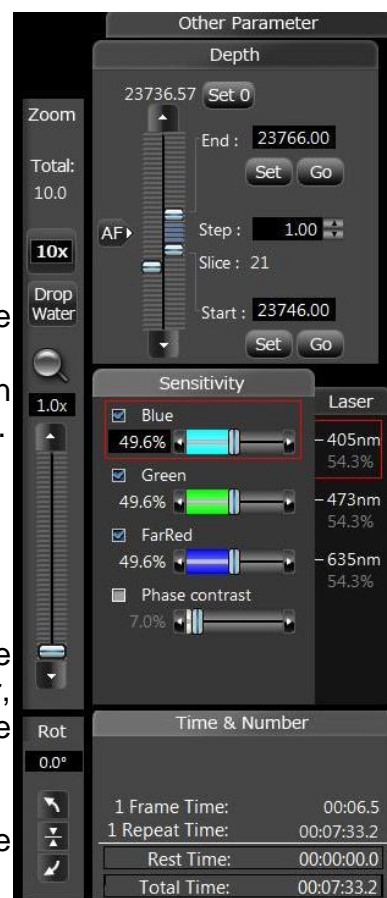 Other Parameter
Depth
23736.57 Set 0
Zoom
End : 23766.00
Total:
Set Go
10.0
AF
Step : 1.00
10x
Slice : 21
Drop
Water
Start : 23746.00
Set Go
Sensitivity
1.0x
Laser
Blue
49.6%
405nm
54.3%
Green
49.6%
473nm
54.3%
FarRed
49.6%
635nm
54.3%
Phase contrast
7.0%
Rot
Time & Number
0.0°
1 Frame Time: 00:06.5
1 Repeat Time: 00:07:33.2
Rest Time: 00:00:00.0
Total Time: 00:07:33.2